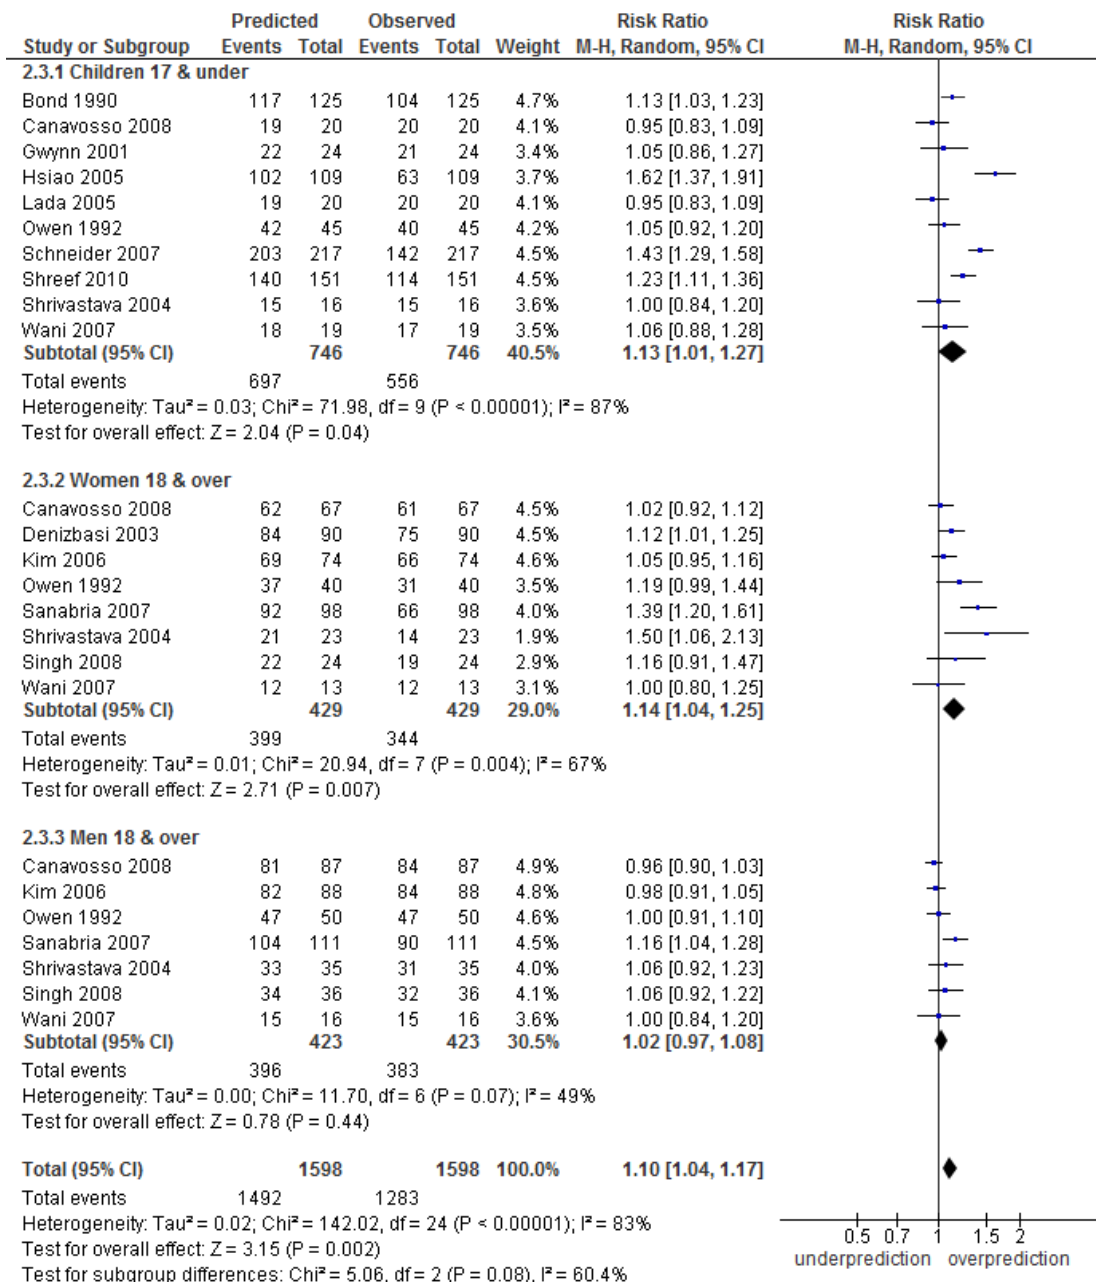 Predicted Observed Risk Ratio Risk Ratio
Study or Subgroup Events Total Events Total Weight M-H, Random, 95% CI M-H, Random, 95% CI
2.3.1 Children 17 & under
Bond 1990 117 125 104 125 4.7% 1.13 [1.03, 1.23]
Canavosso 2008 19 20 20 20 4.1% 0.95 [0.83, 1.09]
Gwynn 2001 22 24 21 24 3.4% 1.05 [0.86, 1.27]
Hsiao 2005 102 109 63 109 3.7% 1.62 [1.37, 1.91]
Lada 2005 19 20 20 20 4.1% 0.95 [0.83, 1.09]
Owen 1992 42 45 40 45 4.2% 1.05 [0.92, 1.20]
Schneider 2007 203 217 142 217 4.5% 1.43 [1.29, 1.58]
Shreef 2010 140 151 114 151 4.5% 1.23 [1.11, 1.36]
Shrivastava 2004 15 16 15 16 3.6% 1.00 [0.84, 1.20]
Wani 2007 18 19 17 19 3.5% 1.06 [0.88, 1.28]
Subtotal (95% CI) 746 746 40.5% 1.13 [1.01, 1.27]
Total events 697 556
Heterogeneity: Tau² = 0.03; Chi² = 71.98, df = 9 (P < 0.00001); I² = 87%
Test for overall effect: Z = 2.04 (P = 0.04)
2.3.2 Women 18 & over
Canavosso 2008 62 67 61 67 4.5% 1.02 [0.92, 1.12]
Denizbasi 2003 84 90 75 90 4.5% 1.12 [1.01, 1.25]
Kim 2006 69 74 66 74 4.6% 1.05 [0.95, 1.16]
Owen 1992 37 40 31 40 3.5% 1.19 [0.99, 1.44]
Sanabria 2007 92 98 66 98 4.0% 1.39 [1.20, 1.61]
Shrivastava 2004 21 23 14 23 1.9% 1.50 [1.06, 2.13]
Singh 2008 22 24 19 24 2.9% 1.16 [0.91, 1.47]
Wani 2007 12 13 12 13 3.1% 1.00 [0.80, 1.25]
Subtotal (95% CI) 429 429 29.0% 1.14 [1.04, 1.25]
Total events 399 344
Heterogeneity: Tau² = 0.01; Chi² = 20.94, df = 7 (P = 0.004); I² = 67%
Test for overall effect: Z = 2.71 (P = 0.007)
2.3.3 Men 18 & over
Canavosso 2008 81 87 84 87 4.9% 0.96 [0.90, 1.03]
Kim 2006 82 88 84 88 4.8% 0.98 [0.91, 1.05]
Owen 1992 47 50 47 50 4.6% 1.00 [0.91, 1.10]
Sanabria 2007 104 111 90 111 4.5% 1.16 [1.04, 1.28]
Shrivastava 2004 33 35 31 35 4.0% 1.06 [0.92, 1.23]
Singh 2008 34 36 32 36 4.1% 1.06 [0.92, 1.22]
Wani 2007 15 16 15 16 3.6% 1.00 [0.84, 1.20]
Subtotal (95% CI) 423 423 30.5% 1.02 [0.97, 1.08]
Total events 396 383
Heterogeneity: Tau² = 0.00; Chi² = 11.70, df = 6 (P = 0.07); I² = 49%
Test for overall effect: Z = 0.78 (P = 0.44)
Total (95% CI) 1598 1598 100.0% 1.10 [1.04, 1.17]
Total events 1492 1283
Heterogeneity: Tau² = 0.02; Chi² = 142.02, df = 24 (P < 0.00001); I² = 83%
Test for overall effect: Z = 3.15 (P = 0.002)
Test for subgroup differences: Chi² = 5.06, df = 2 (P = 0.08), I² = 60.4%
0.5 0.7 1 1.5 2
underprediction overprediction